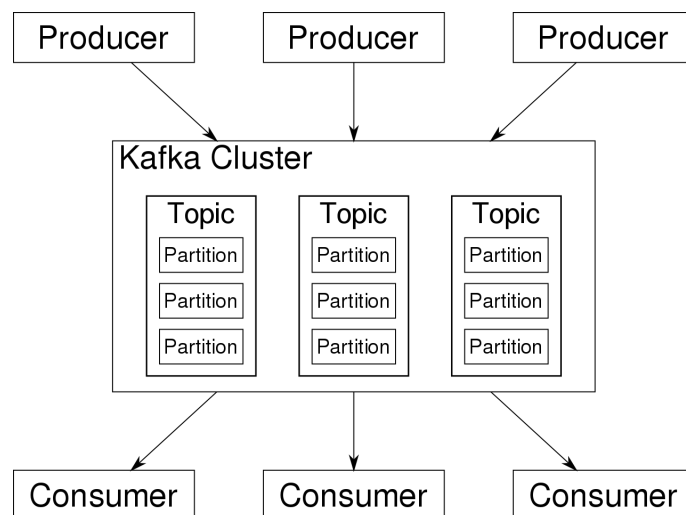 Producer Producer Producer
Kafka Cluster
Topic Topic Topic
Partition Partition Partition
Partition Partition Partition
Partition Partition Partition
Consumer Consumer Consumer